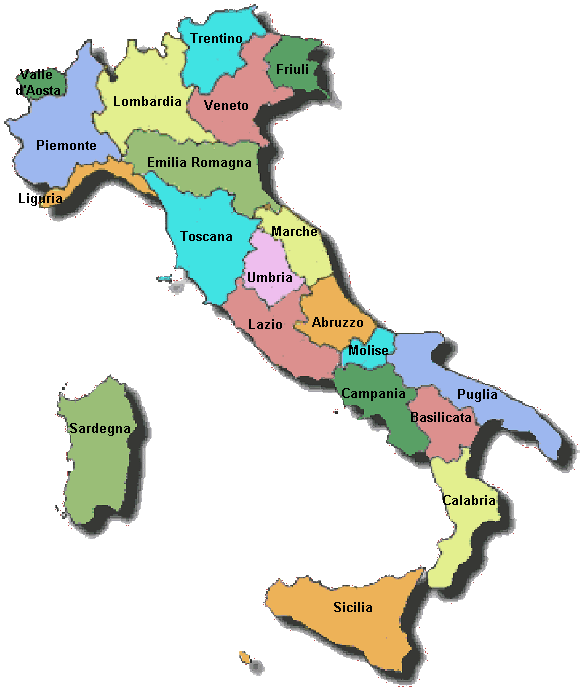 Trentino
Friuli
Valle
d'Aosta
Lombardia
Veneto
Piemonte
Emilia Romagna
Liguria
Toscana
Marche
Umbria
Lazio
Abruzzo
Molise
Campania
Puglia
Basilicata
Sardegna
Calabria
Sicilia